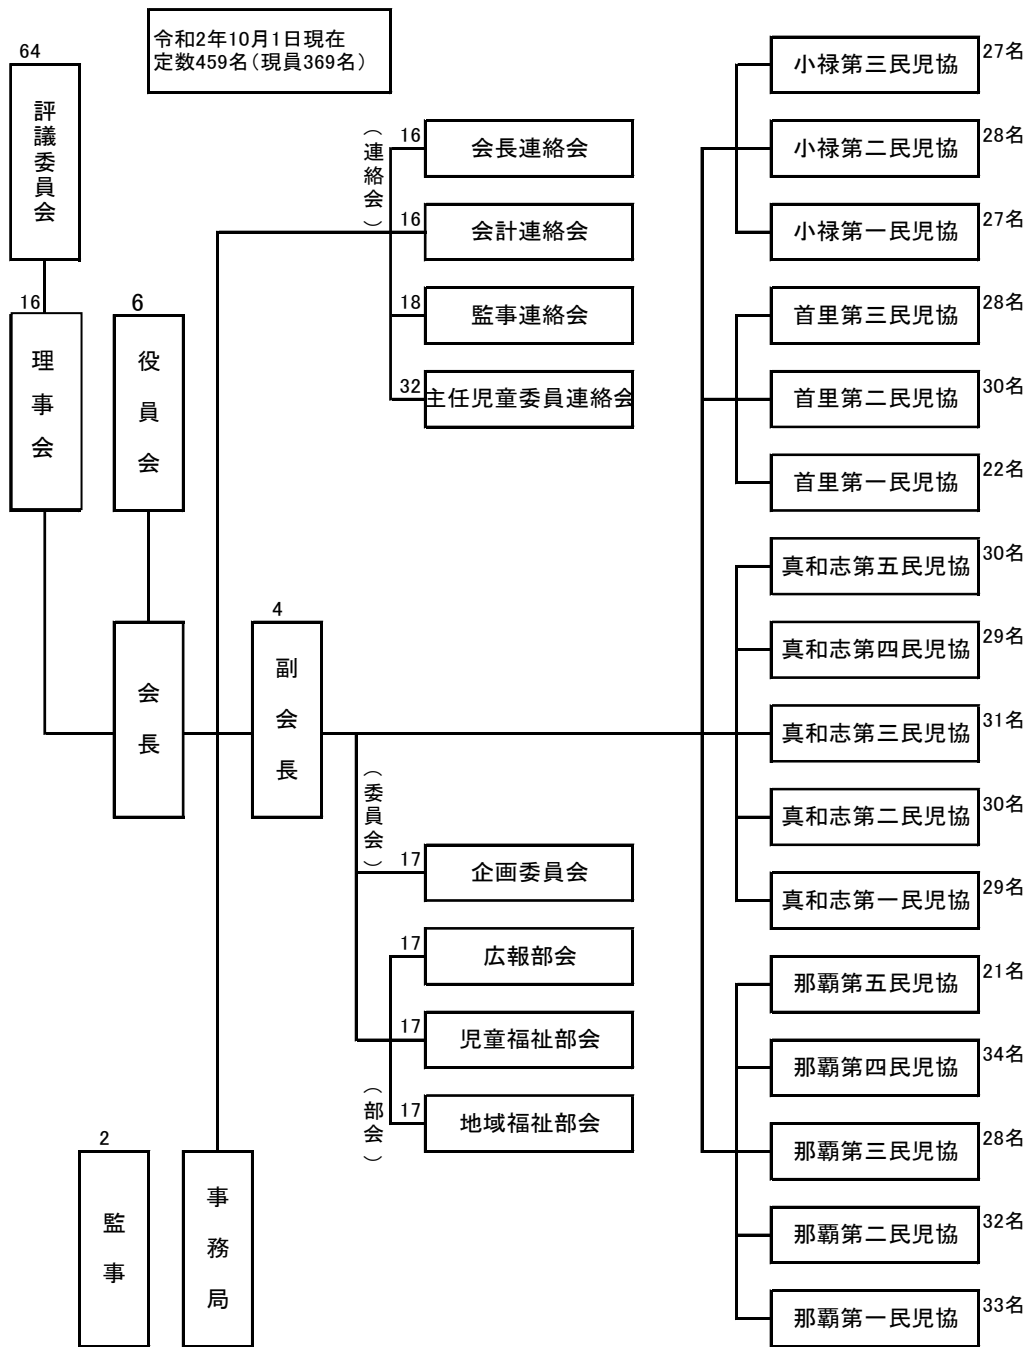 令和2年10月1日現在
定数459名（現員369名）
64
評議委員会
16
理事会
6
役員会
会長
4
副会長
2
監事
事務局
（連絡会）
16
会長連絡会
16
会計連絡会
18
監事連絡会
32
主任児童委員連絡会
（委員会）
17
企画委員会
17
広報部会
17
児童福祉部会
（部会）
17
地域福祉部会
小禄第三民児協
27名
小禄第二民児協
28名
小禄第一民児協
27名
首里第三民児協
28名
首里第二民児協
30名
首里第一民児協
22名
真和志第五民児協
30名
真和志第四民児協
29名
真和志第三民児協
31名
真和志第二民児協
30名
真和志第一民児協
29名
那覇第五民児協
21名
那覇第四民児協
34名
那覇第三民児協
28名
那覇第二民児協
32名
那覇第一民児協
33名